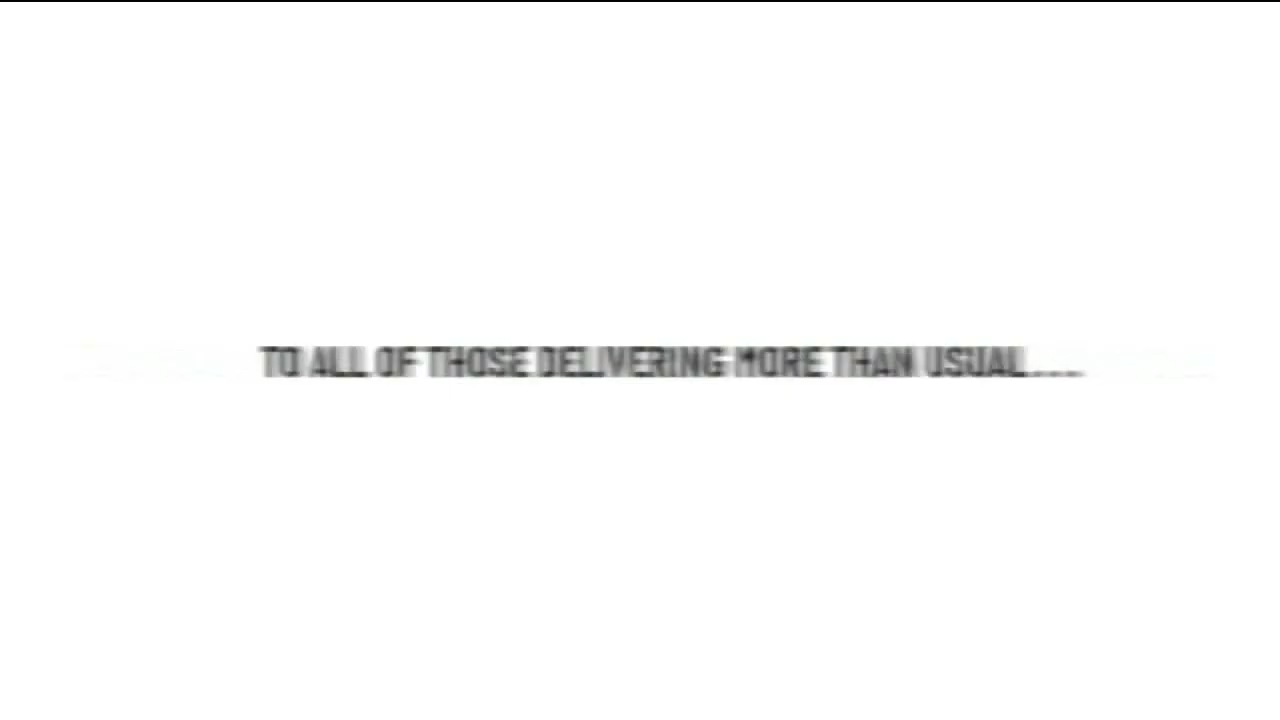 TO ALL OF THOSE DELIVERING MORE THAN USUAL....